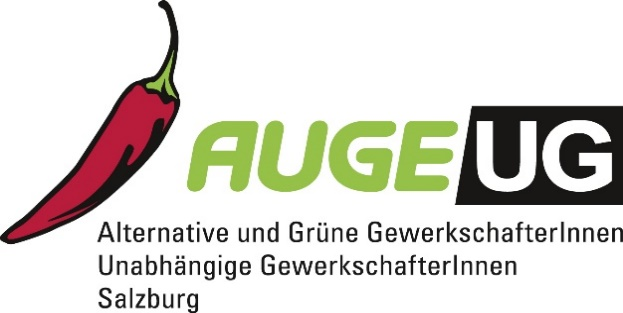 AUGE UG
Alternative und Grüne GewerkschafterInnen
Unabhängige GewerkschafterInnen
Salzburg